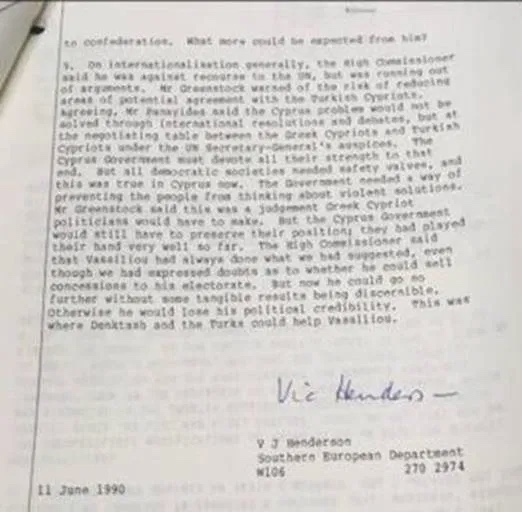 to confederation. What more could be expected from him?
9. On internationalisation generally, the High Commissioner
said he was against recourse to the UN, but was running out
of arguments. Mr Greenstock warned of the risk of reducing
areas of potential agreement with the Turkish Cypriots.
Agreeing, Mr Panayides said the Cyprus problem would not be
solved through international resolutions and debates, but at
the negotiating table between the Greek Cypriots and Turkish
Cypriots under the UN Secretary-General's auspices. The
Cyprus Government must devote all their strength to that
end. But all democratic societies needed safety valves, and
this was true in Cyprus now. The Government needed a way of
preventing the people from thinking about violent solutions.
Mr Greenstock said this was a judgement Greek Cypriot
politicians would have to make. But the Cyprus Government
would still have to preserve their position; they had played
their hand very well so far. The High Commissioner said
that Vassiliou had always done what we had suggested, even
though we had expressed doubts as to whether he could sell
concessions to his electorate. But now he could go no
further without some tangible results being discernible.
Otherwise he would lose his political credibility. This was
where Denktash and the Turks could help Vassiliou.
Vic Henderson
V J Henderson
Southern European Department
W106 270 2974
11 June 1990